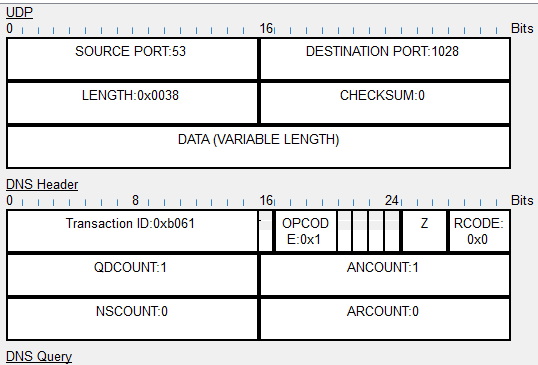 UDP
0 16 Bits
SOURCE PORT:53 DESTINATION PORT:1028
LENGTH:0x0038 CHECKSUM:0
DATA (VARIABLE LENGTH)
DNS Header
0 8 16 24 Bits
Transaction ID:0xb061 OPCOD Z RCODE:
E:0x1 0x0
QDCOUNT:1 ANCOUNT:1
NSCOUNT:0 ARCOUNT:0
DNS Query